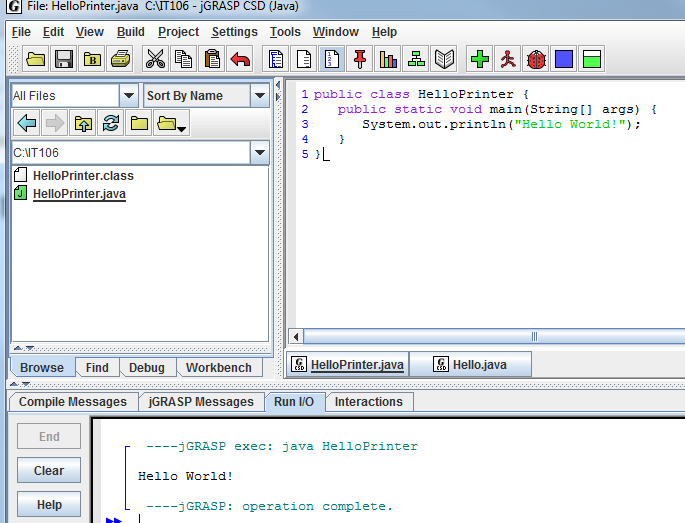 File: HelloPrinter.java  C:\IT106 - jGRASP CSD (Java)
File Edit View Build Project Settings Tools Window Help
All Files Sort By Name
C:\IT106
HelloPrinter.class
HelloPrinter.java
Browse Find Debug Workbench
1 public class HelloPrinter {
2    public static void main(String[] args) {
3       System.out.println("Hello World!");
4    }
5 }
HelloPrinter.java Hello.java
Compile Messages jGRASP Messages Run I/O Interactions
End
Clear
Help
----jGRASP exec: java HelloPrinter
Hello World!
----jGRASP: operation complete.